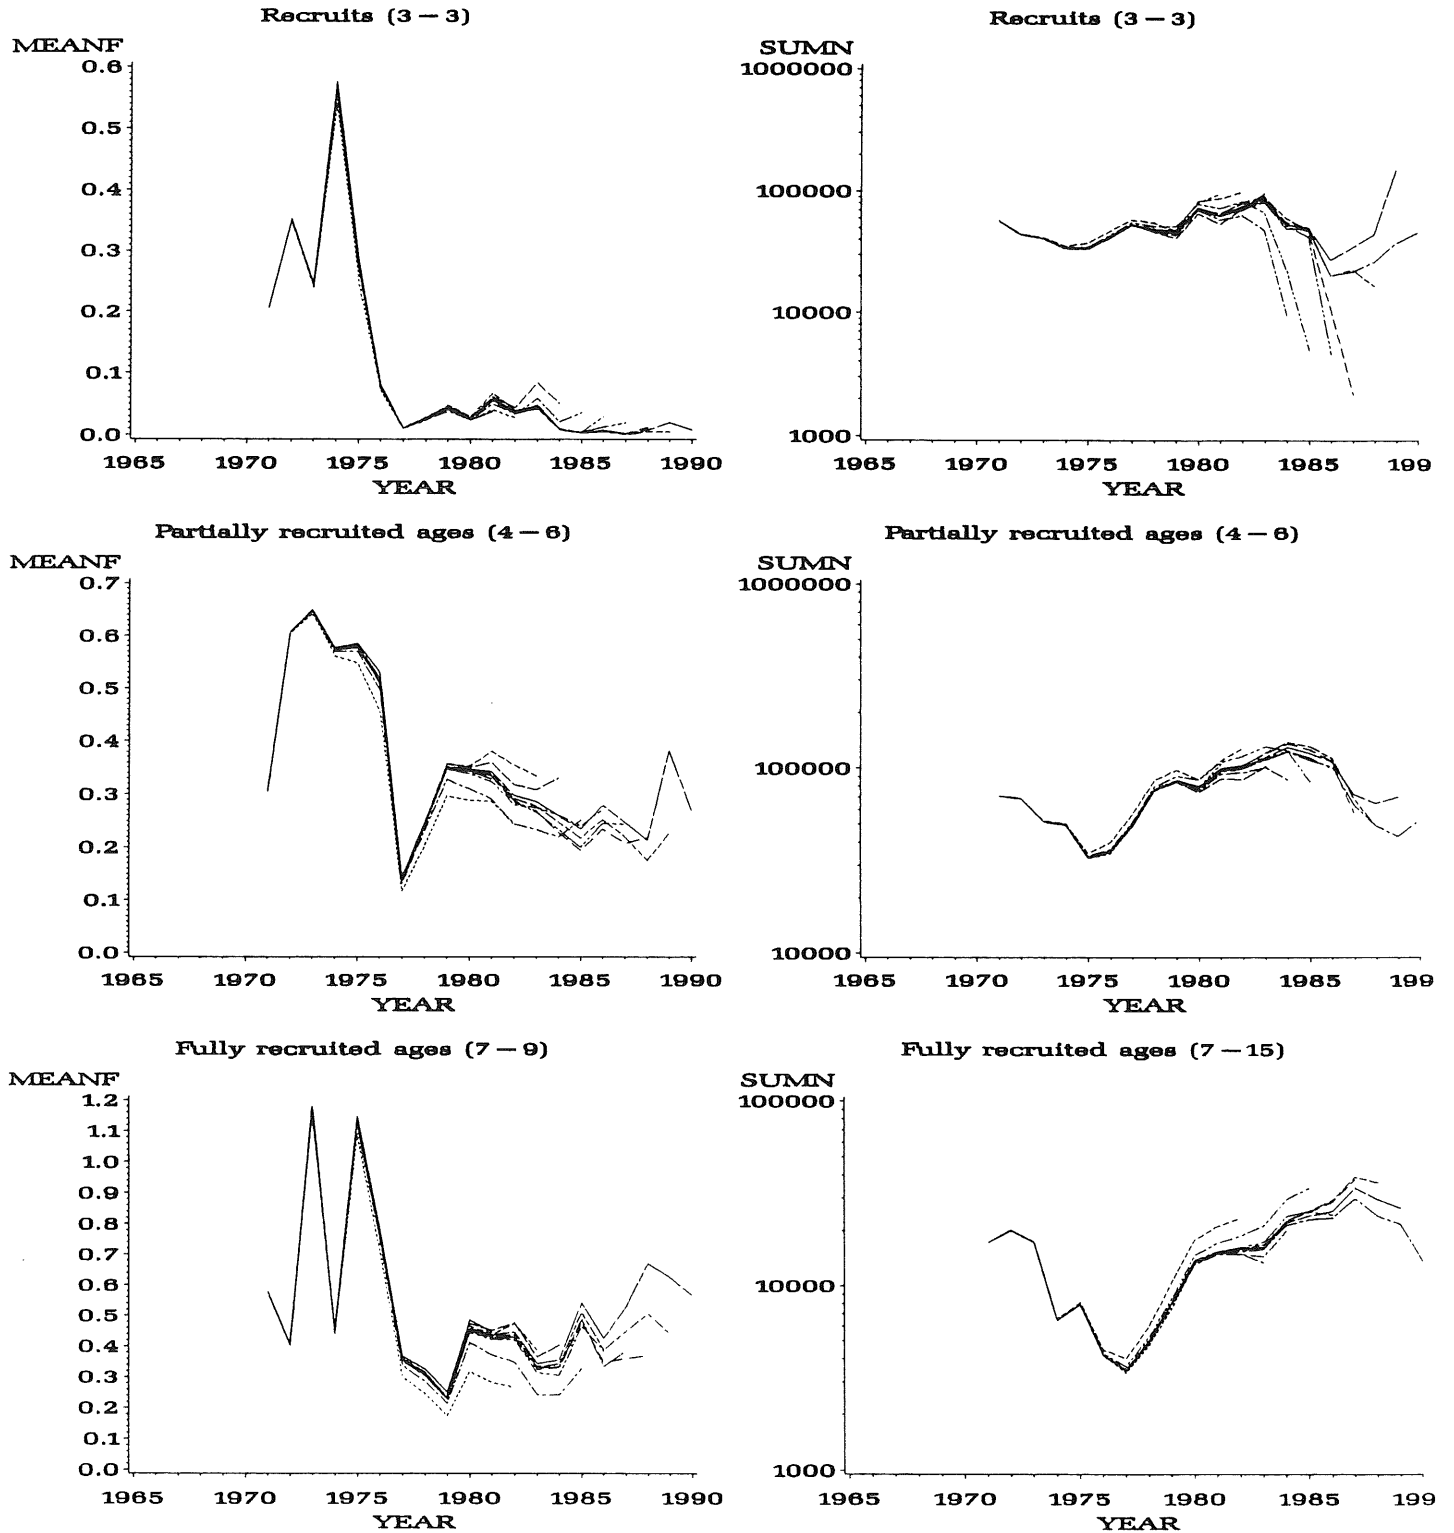 Recruits (3 — 3)
MEANF
0.6
0.5
0.4
0.3
0.2
0.1
0.0
1965 1970 1975 1980 1985 1990
YEAR
Recruits (3 — 3)
SUMN
1000000
100000
10000
1000
1965 1970 1975 1980 1985 199
YEAR
Partially recruited ages (4 — 6)
MEANF
0.7
0.6
0.5
0.4
0.3
0.2
0.1
0.0
1965 1970 1975 1980 1985 1990
YEAR
Partially recruited ages (4 — 6)
SUMN
1000000
100000
10000
1965 1970 1975 1980 1985 199
YEAR
Fully recruited ages (7 — 9)
MEANF
1.2
1.1
1.0
0.9
0.8
0.7
0.6
0.5
0.4
0.3
0.2
0.1
0.0
1965 1970 1975 1980 1985 1990
YEAR
Fully recruited ages (7 — 15)
SUMN
100000
10000
1000
1965 1970 1975 1980 1985 199
YEAR